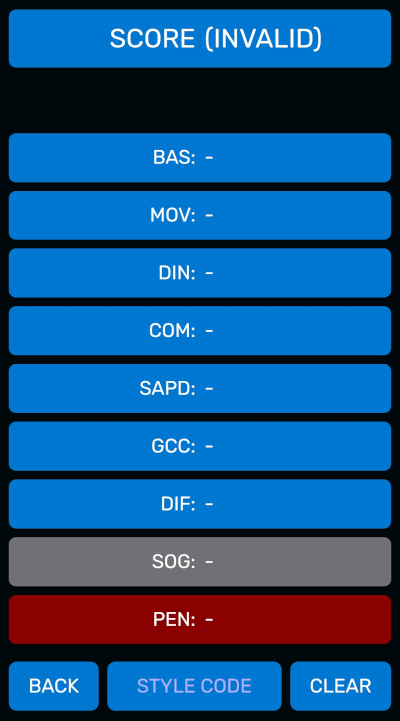 SCORE (INVALID)
BAS: -
MOV: -
DIN: -
COM: -
SAPD: -
GCC: -
DIF: -
SOG: -
PEN: -
BACK STYLE CODE CLEAR